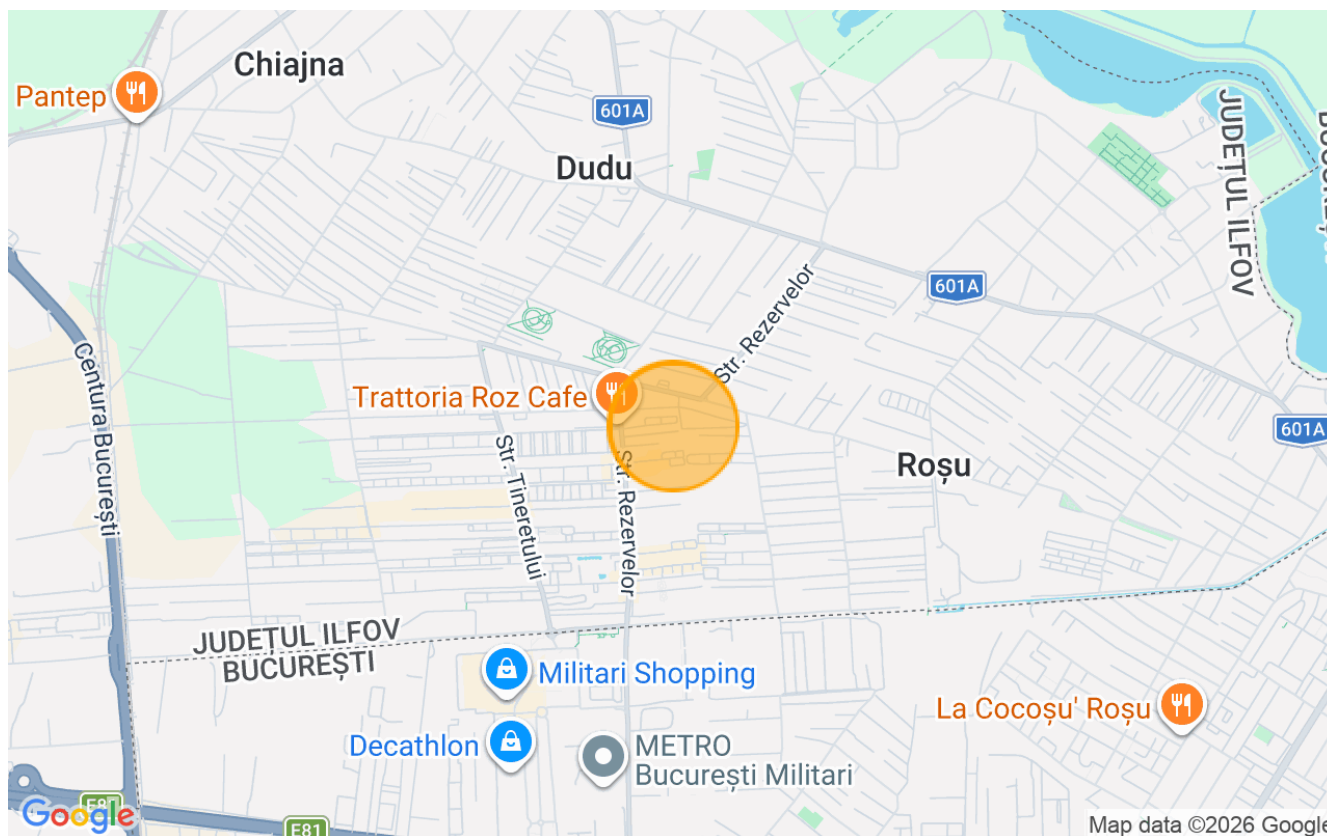 Chiajna
Pantep
601A
Dudu
JUDEȚUL ILFOV
601A
Str. Rezervelor
Centura București
Trattoria Roz Cafe
601A
Roșu
Str. Tineretului
Str. Rezervelor
JUDEȚUL ILFOV
BUCUREȘTI
Militari Shopping
La Cocoșu' Roșu
Decathlon
METRO
București Militari
E81
Google
E81
Map data ©2026 Google